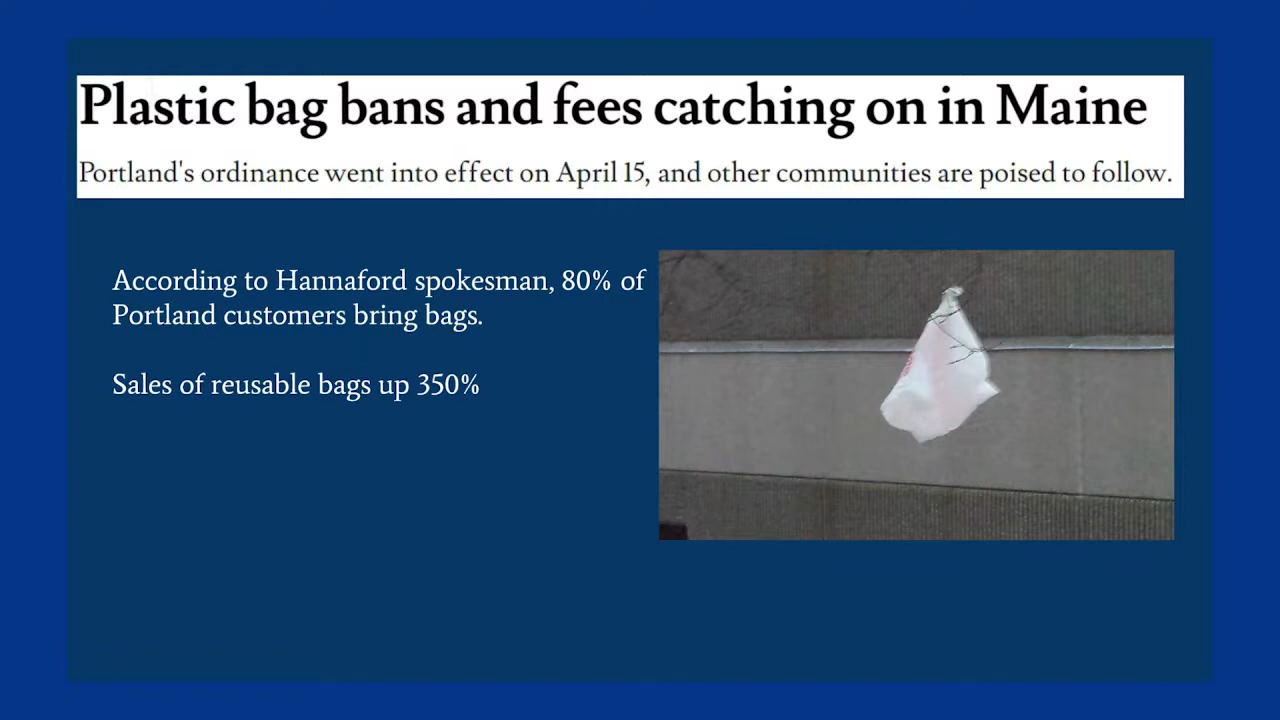 Plastic bag bans and fees catching on in Maine
Portland's ordinance went into effect on April 15, and other communities are poised to follow.
According to Hannaford spokesman, 80% of
Portland customers bring bags.
Sales of reusable bags up 350%